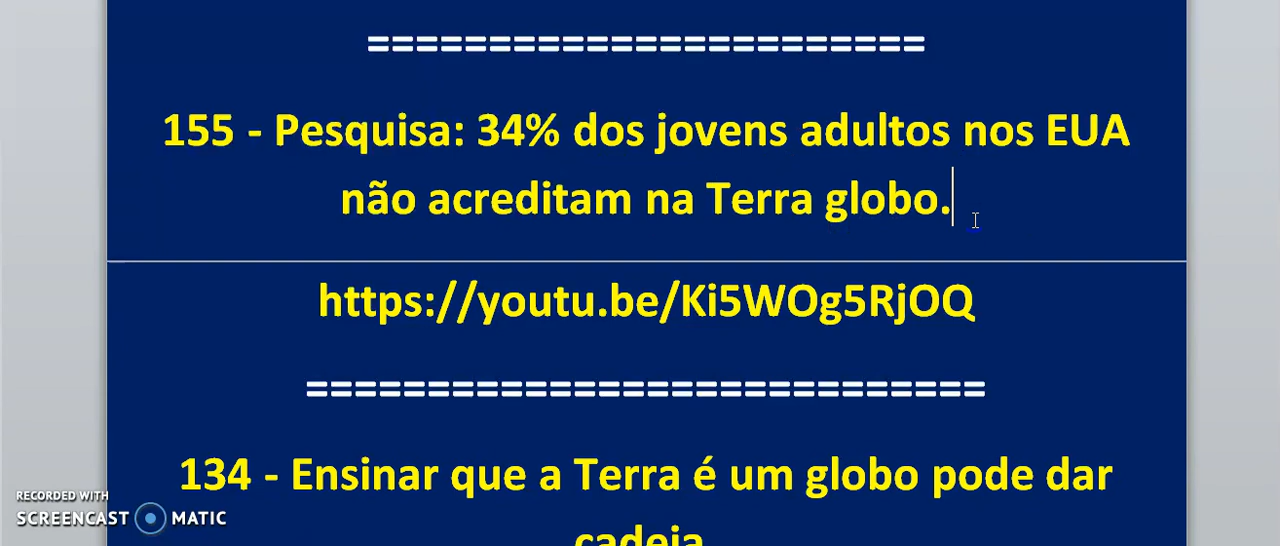 =======================
155 - Pesquisa: 34% dos jovens adultos nos EUA
não acreditam na Terra globo.
https://youtu.be/Ki5WOg5RjOQ
============================
134 - Ensinar que a Terra é um globo pode dar
cadeia
RECORDED WITH
SCREENCAST MATIC